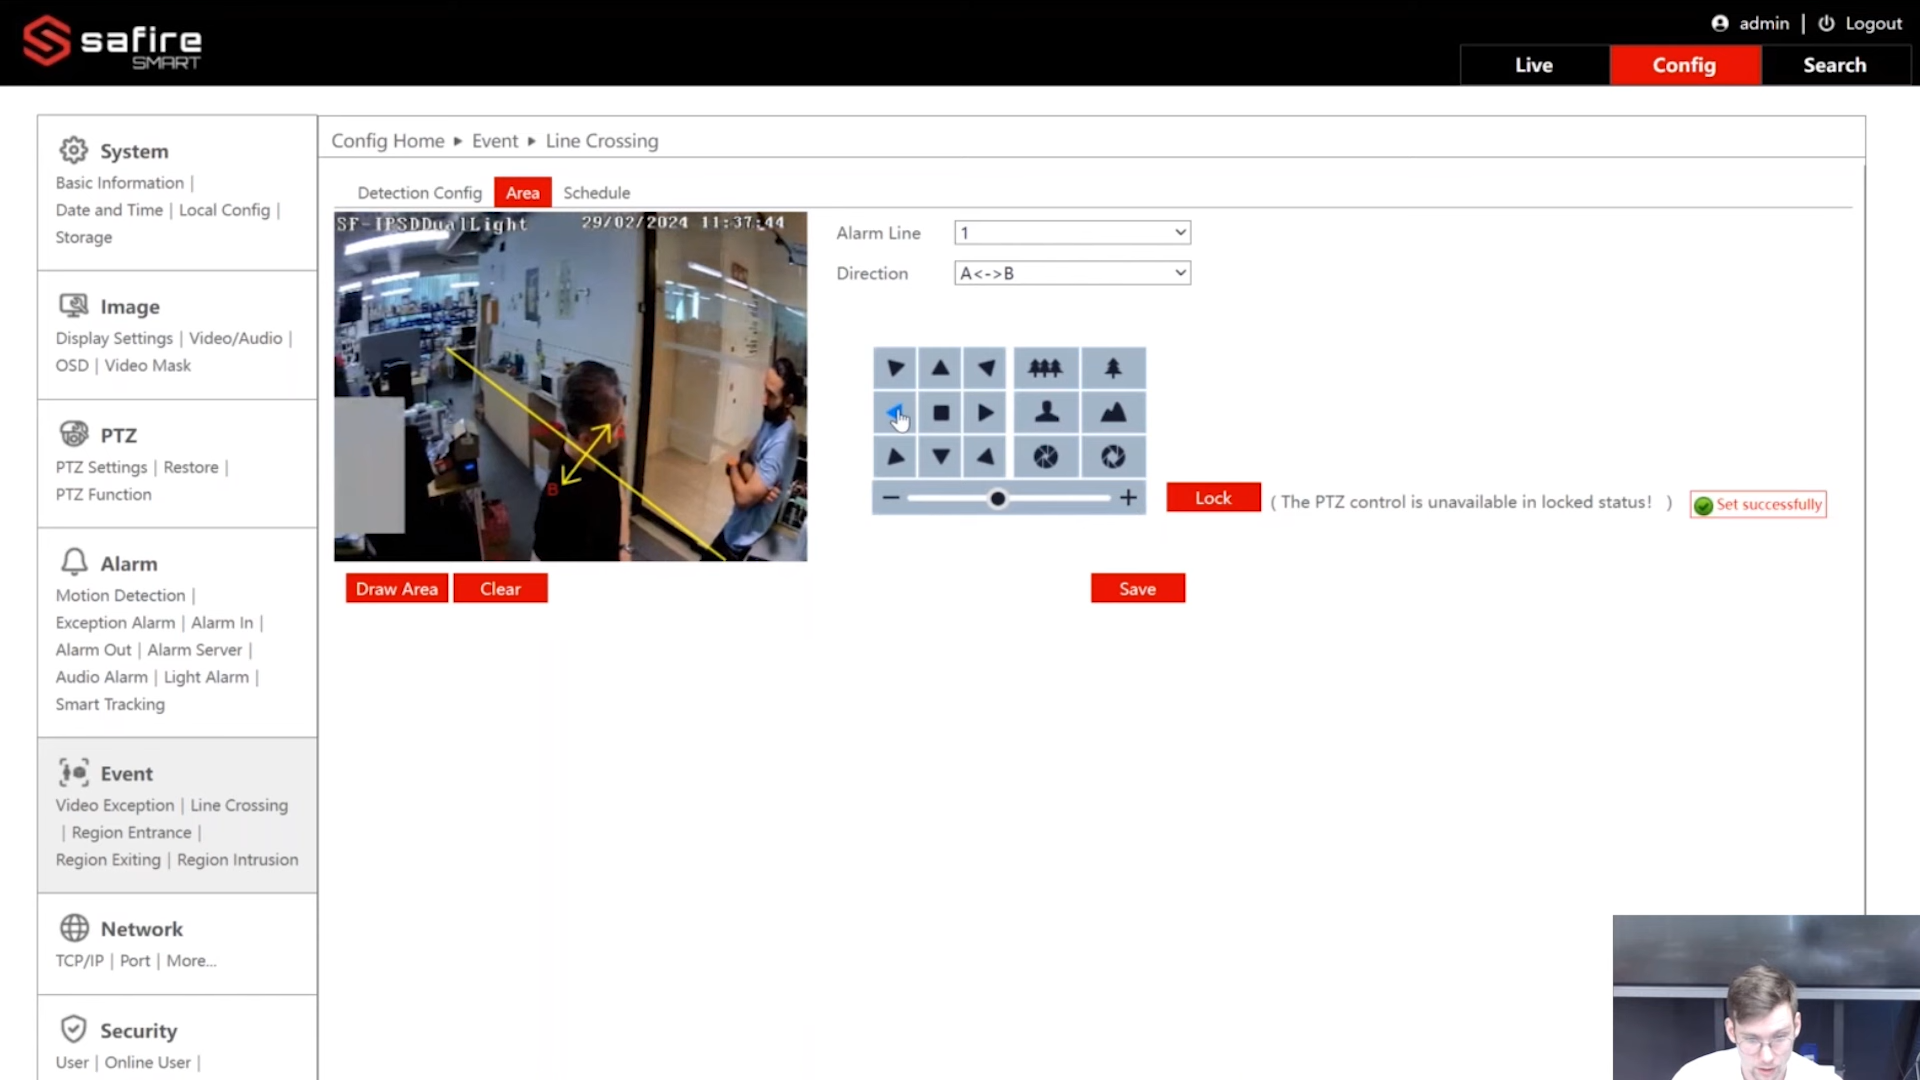 safire
SMART
admin | Logout
Live Config Search
System
Basic Information |
Date and Time | Local Config |
Storage
Image
Display Settings | Video/Audio |
OSD | Video Mask
PTZ
PTZ Settings | Restore |
PTZ Function
Alarm
Motion Detection |
Exception Alarm | Alarm In |
Alarm Out | Alarm Server |
Audio Alarm | Light Alarm |
Smart Tracking
Event
Video Exception | Line Crossing
| Region Entrance |
Region Exiting | Region Intrusion
Network
TCP/IP | Port | More...
Security
User | Online User |
Config Home ▸ Event ▸ Line Crossing
Detection Config Area Schedule
SF-IPSDDualLight 29/02/2024 11:37:44
B
Alarm Line 1
Direction A<->B
Lock ( The PTZ control is unavailable in locked status! ) Set successfully
Draw Area Clear Save